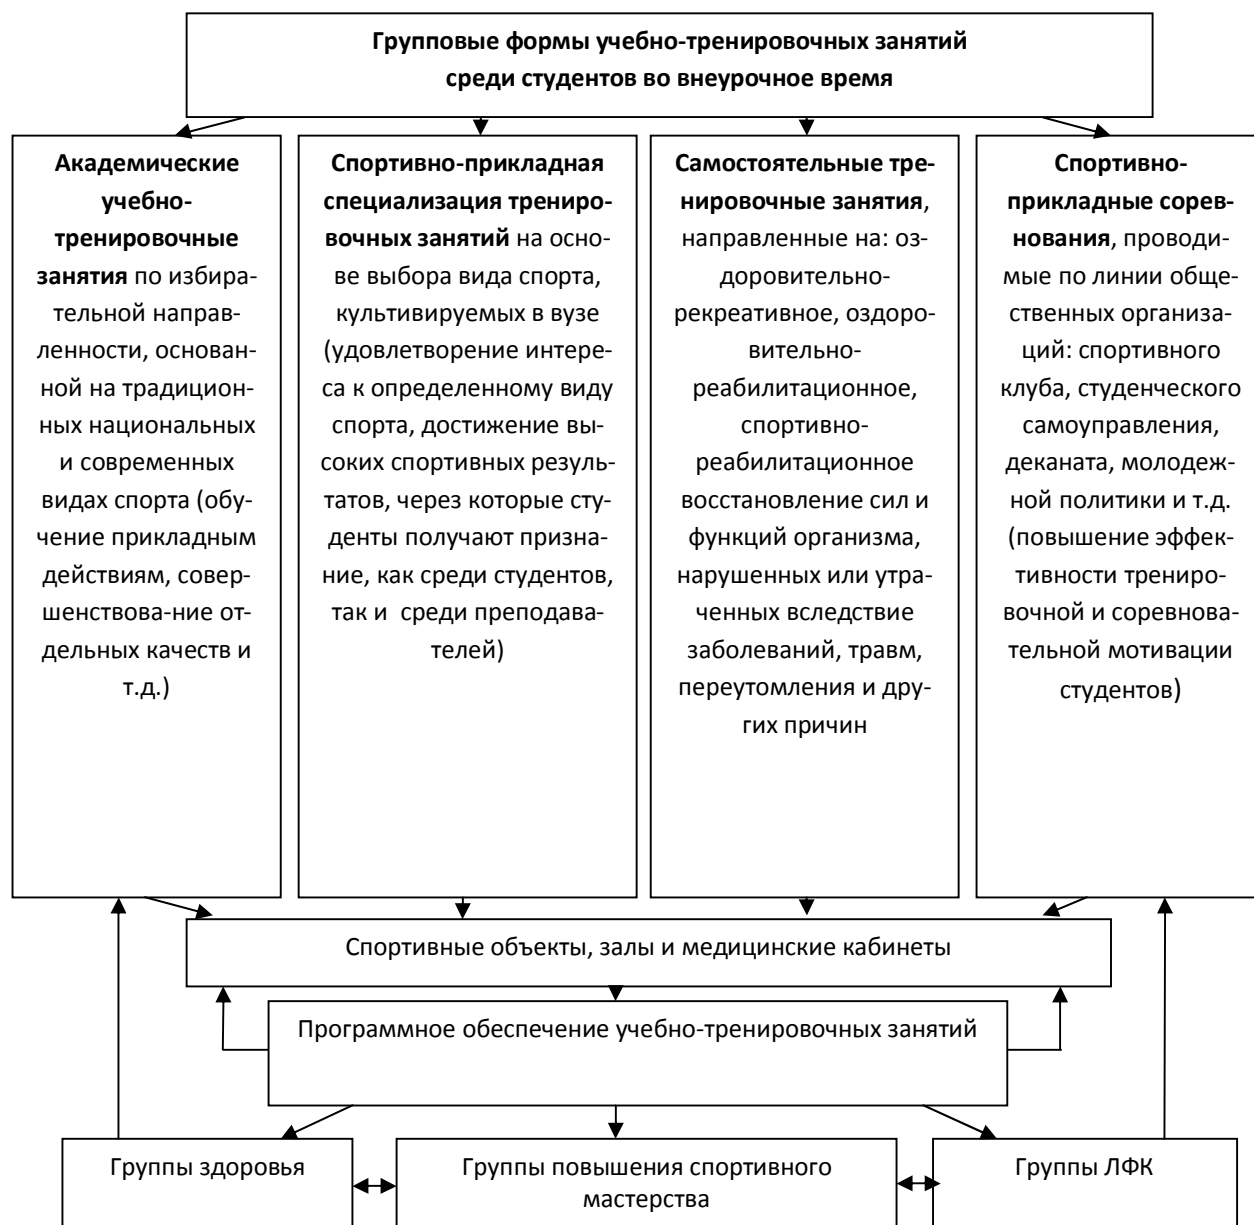 Групповые формы учебно-тренировочных занятий
среди студентов во внеурочное время
Академические
учебно-
тренировочные
занятия по избира-
тельной направ-
ленности, основан-
ной на традицион-
ных национальных
и современных
видах спорта (обу-
чение прикладным
действиям, совер-
шенствова-ние от-
дельных качеств и
т.д.)
Спортивно-прикладная
специализация трениро-
вочных занятий на осно-
ве выбора вида спорта,
культивируемых в вузе
(удовлетворение интере-
са к определенному виду
спорта, достижение вы-
соких спортивных резуль-
татов, через которые сту-
денты получают призна-
ние, как среди студентов,
так и  среди преподава-
телей)
Самостоятельные тре-
нировочные занятия,
направленные на: оз-
доровительно-
рекреативное, оздоро-
вительно-
реабилитационное,
спортивно-
реабилитационное
восстановление сил и
функций организма,
нарушенных или утра-
ченных вследствие
заболеваний, травм,
переутомления и дру-
гих причин
Спортивно-
прикладные сорев-
нования, проводи-
мые по линии обще-
ственных организа-
ций: спортивного
клуба, студенческого
самоуправления,
деканата, молодеж-
ной политики и т.д.
(повышение эффек-
тивности трениро-
вочной и соревнова-
тельной мотивации
студентов)
Спортивные объекты, залы и медицинские кабинеты
Программное обеспечение учебно-тренировочных занятий
Группы здоровья
Группы повышения спортивного
мастерства
Группы ЛФК